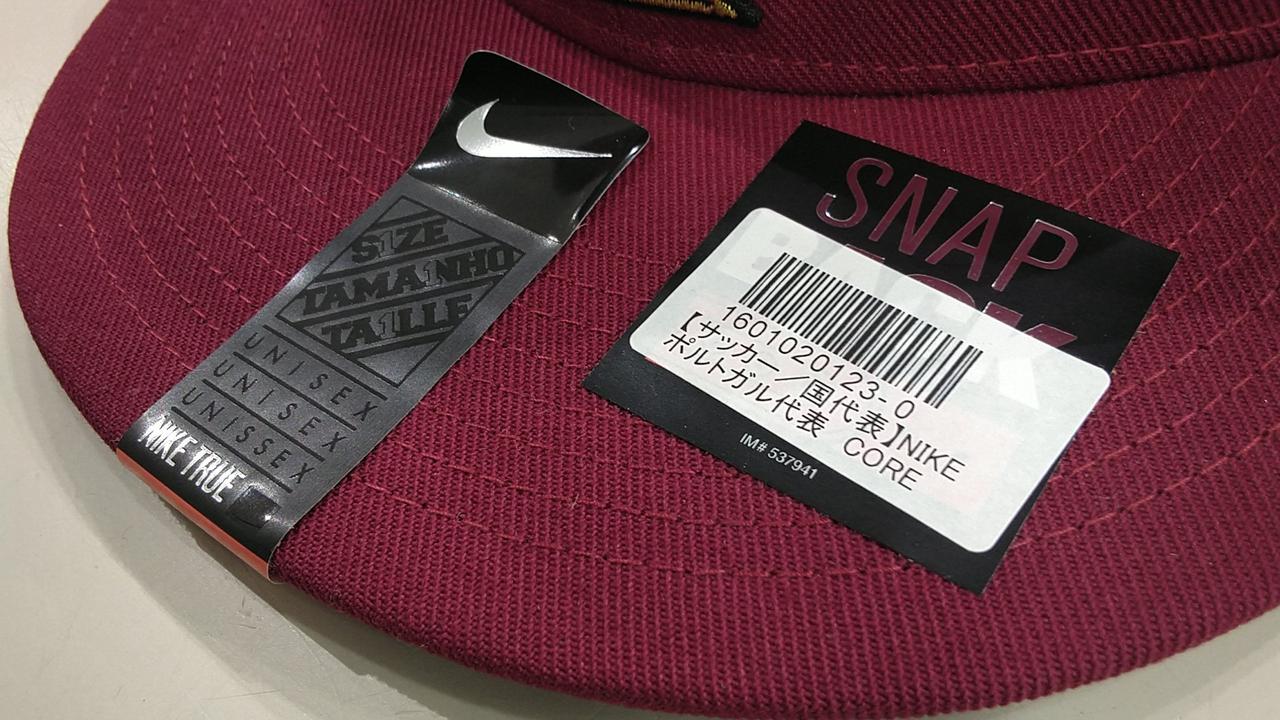 S1ZE
TAMA1NHO
TA1LLE
UNISEX
UNISEX
UNISSEX
NIKE TRUE
SNAP
BACK
1601020123- 0
【サッカー／国代表】NIKE
ポルトガル代表 CORE
IM# 537941